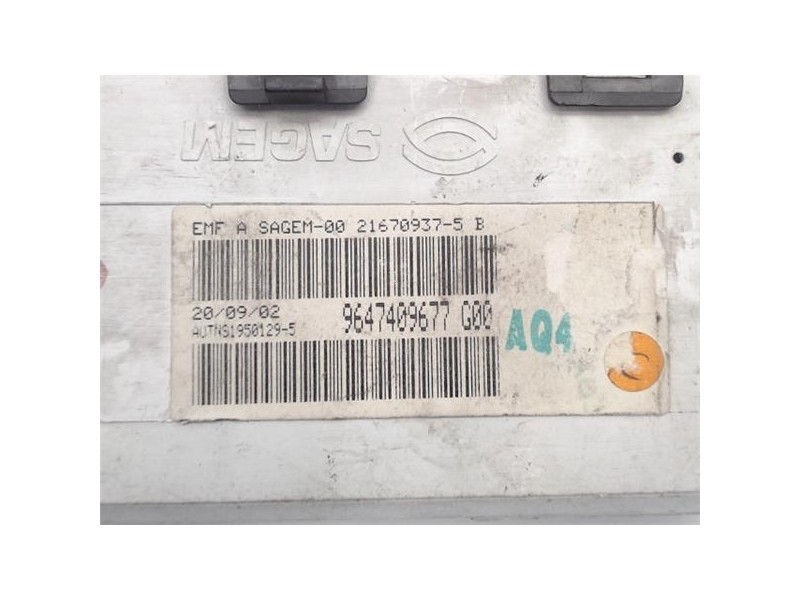 SAGEM
EMF A SAGEM-00 21670937-5 B
20/09/02 9647409677 G00
AUTNS1950129-5
AQ4